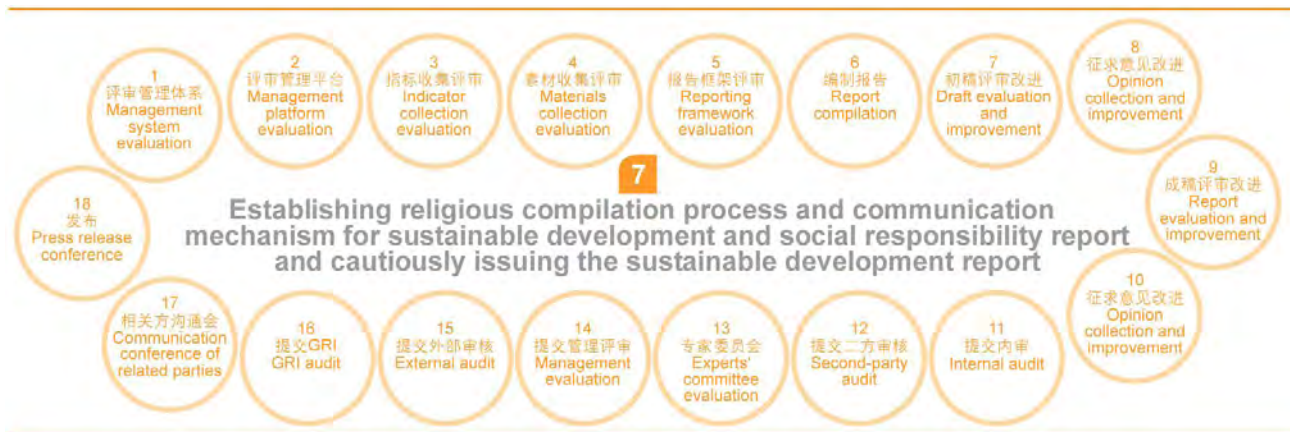 1
评审管理体系
Management
system
evaluation
2
评审管理平台
Management
platform
evaluation
3
指标收集评审
Indicator
collection
evaluation
4
素材收集评审
Materials
collection
evaluation
5
报告框架评审
Reporting
framework
evaluation
6
编制报告
Report
compilation
7
初稿评审改进
Draft evaluation
and
improvement
8
征求意见改进
Opinion
collection and
improvement
9
成稿评审改进
Report
evaluation and
improvement
10
征求意见改进
Opinion
collection and
improvement
11
提交内审
Internal audit
12
提交二方审核
Second-party
audit
13
专家委员会
Experts'
committee
evaluation
14
提交管理评审
Management
evaluation
15
提交外部审核
External audit
16
提交GRI
GRI audit
17
相关方沟通会
Communication
conference of
related parties
18
发布
Press release
conference
7
Establishing religious compilation process and communication
mechanism for sustainable development and social responsibility report
and cautiously issuing the sustainable development report